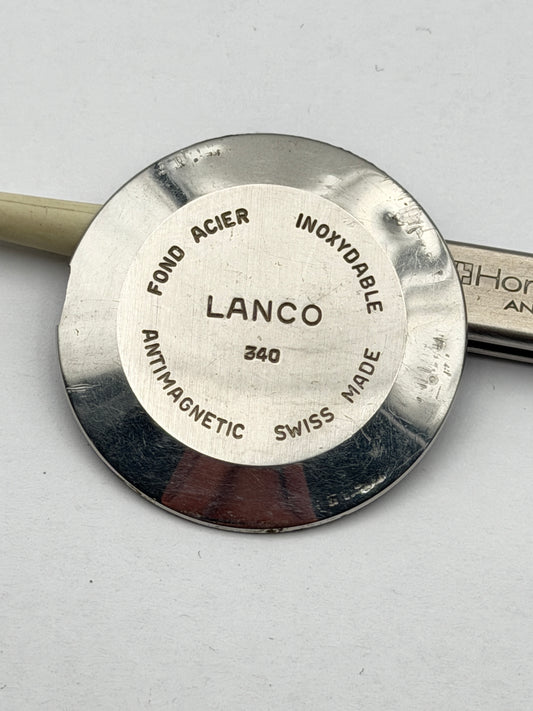 FOND ACIER INOXYDABLE
LANCO
340
ANTIMAGNETIC SWISS MADE